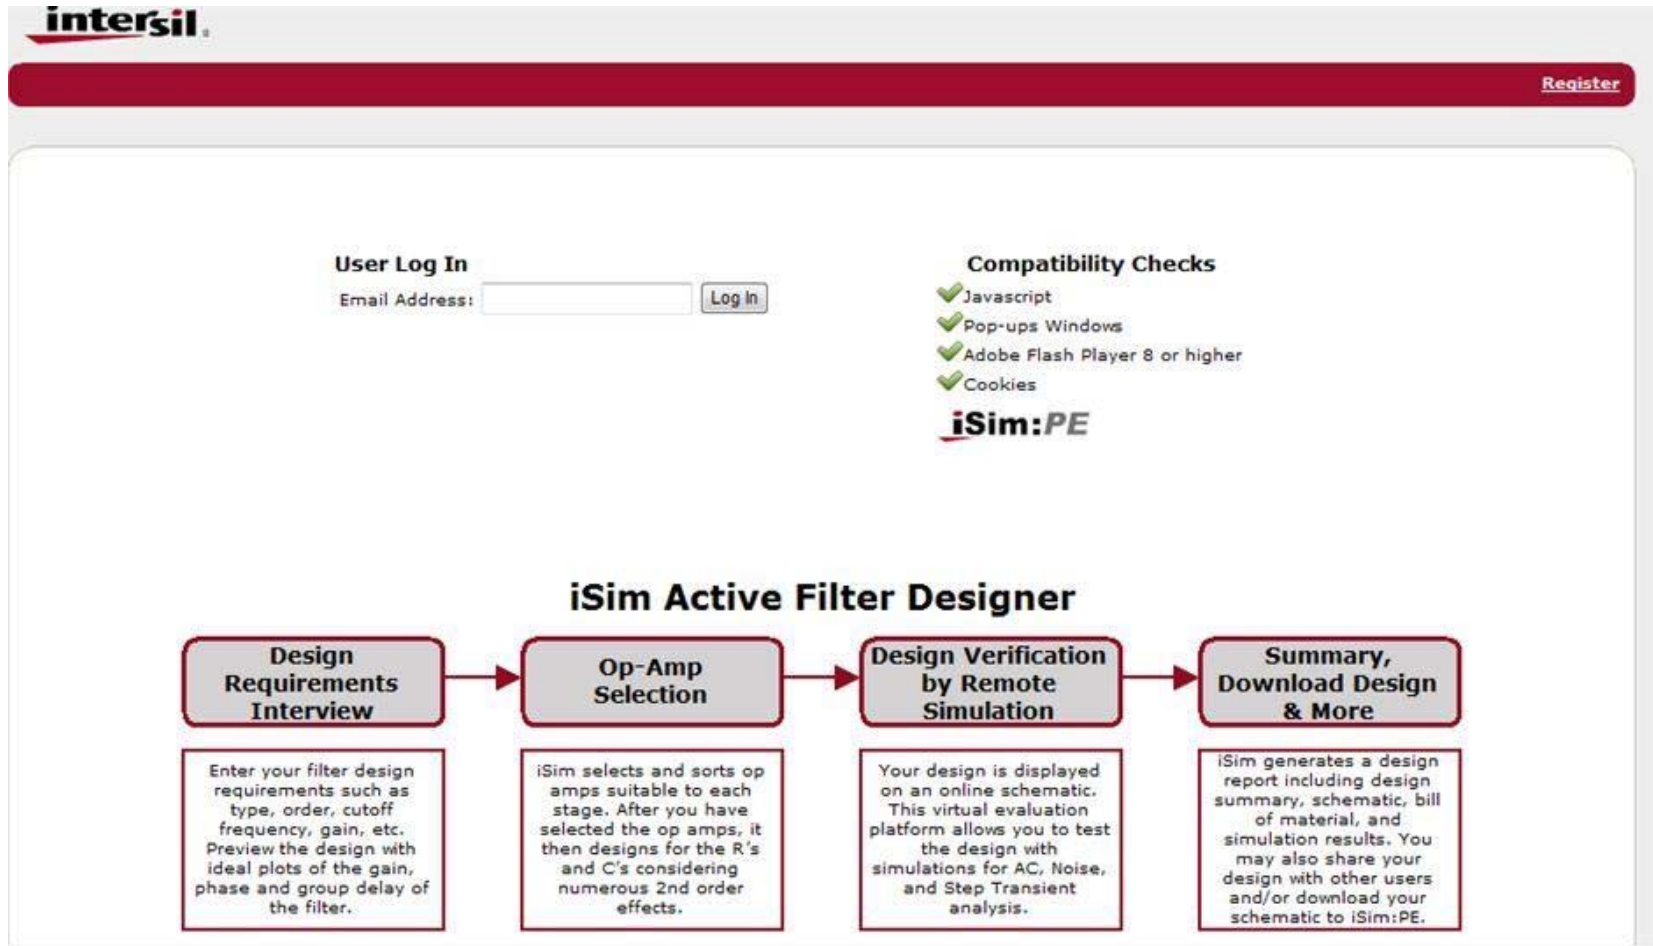 intersil
Register
User Log In
Email Address:
Log In
Compatibility Checks
Javascript
Pop-ups Windows
Adobe Flash Player 8 or higher
Cookies
iSim:PE
iSim Active Filter Designer
Design
Requirements
Interview
Op-Amp
Selection
Design Verification
by Remote
Simulation
Summary,
Download Design
& More
Enter your filter design
requirements such as
type, order, cutoff
frequency, gain, etc.
Preview the design with
ideal plots of the gain,
phase and group delay of
the filter.
iSim selects and sorts op
amps suitable to each
stage. After you have
selected the op amps, it
then designs for the R's
and C's considering
numerous 2nd order
effects.
Your design is displayed
on an online schematic.
This virtual evaluation
platform allows you to test
the design with
simulations for AC, Noise,
and Step Transient
analysis.
iSim generates a design
report including design
summary, schematic, bill
of material, and
simulation results. You
may also share your
design with other users
and/or download your
schematic to iSim:PE.